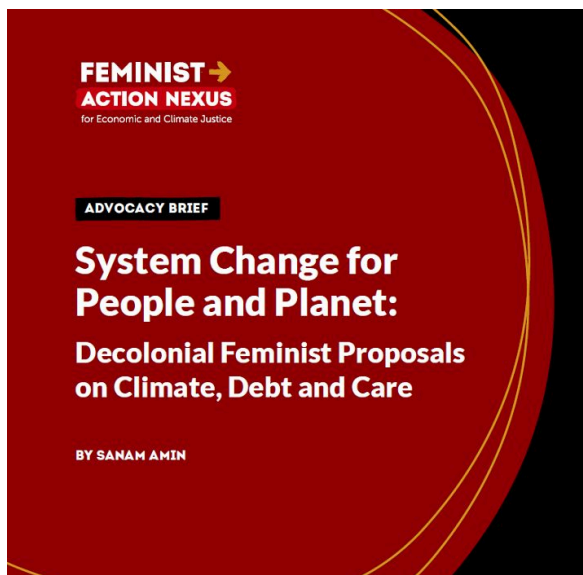 FEMINIST
ACTION NEXUS
for Economic and Climate Justice
ADVOCACY BRIEF
System Change for
People and Planet:
Decolonial Feminist Proposals
on Climate, Debt and Care
BY SANAM AMIN